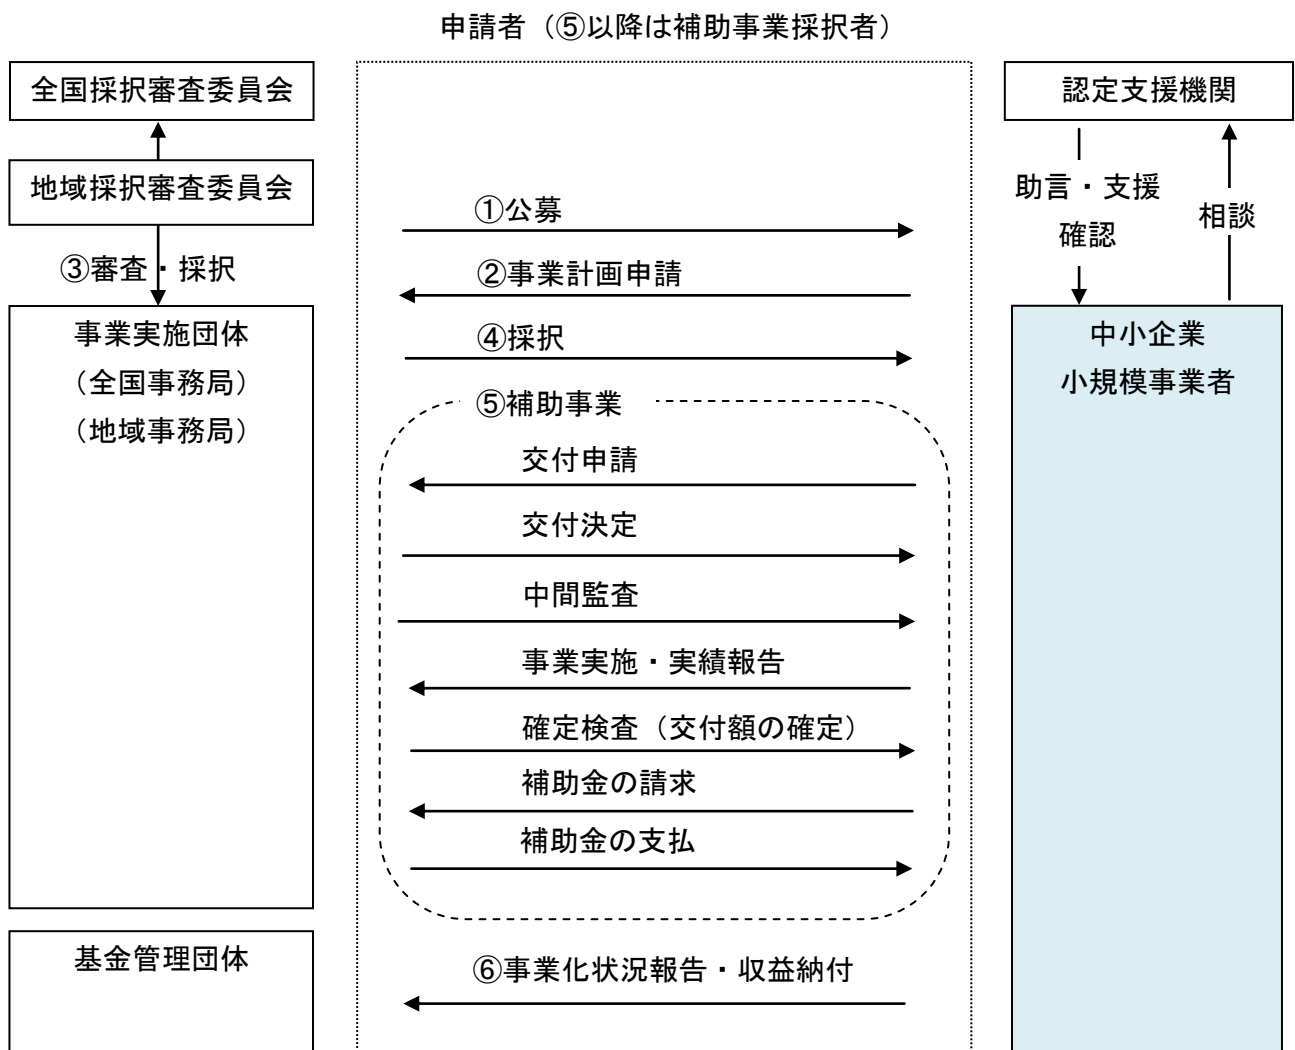 申請者（⑤以降は補助事業採択者）
全国採択審査委員会
地域採択審査委員会
③審査・採択
事業実施団体
（全国事務局）
（地域事務局）
基金管理団体
①公募
②事業計画申請
④採択
⑤補助事業
交付申請
交付決定
中間監査
事業実施・実績報告
確定検査（交付額の確定）
補助金の請求
補助金の支払
⑥事業化状況報告・収益納付
認定支援機関
助言・支援
確認
相談
中小企業
小規模事業者